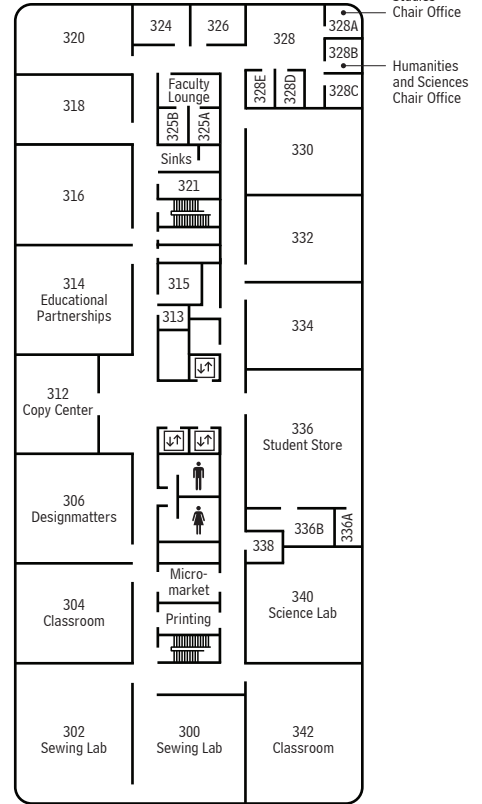 Chair Office
328A
324
326
320
328
328B
Humanities
and Sciences
Chair Office
328E
328D
328C
Faculty
Lounge
318
325B
325A
330
Sinks
321
316
332
314
Educational
Partnerships
315
313
334
312
Copy Center
336
Student Store
306
Designmatters
336B
336A
338
Micro-
market
340
Science Lab
304
Classroom
Printing
302
Sewing Lab
300
Sewing Lab
342
Classroom